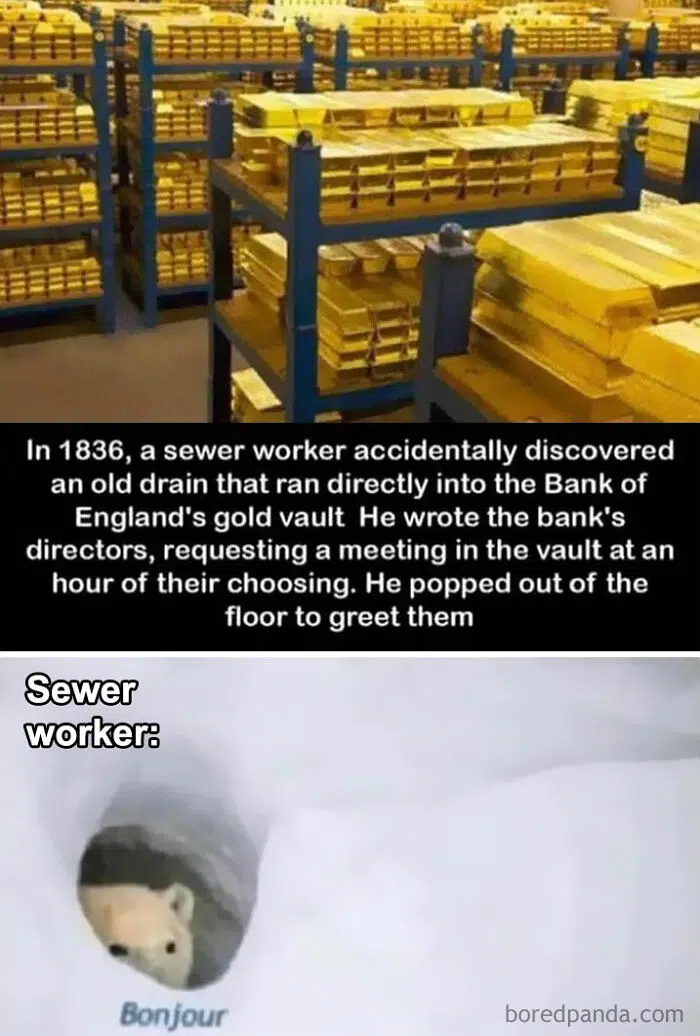 In 1836, a sewer worker accidentally discovered
an old drain that ran directly into the Bank of
England's gold vault He wrote the bank's
directors, requesting a meeting in the vault at an
hour of their choosing. He popped out of the
floor to greet them
Sewer
worker:
Bonjour
boredpanda.com